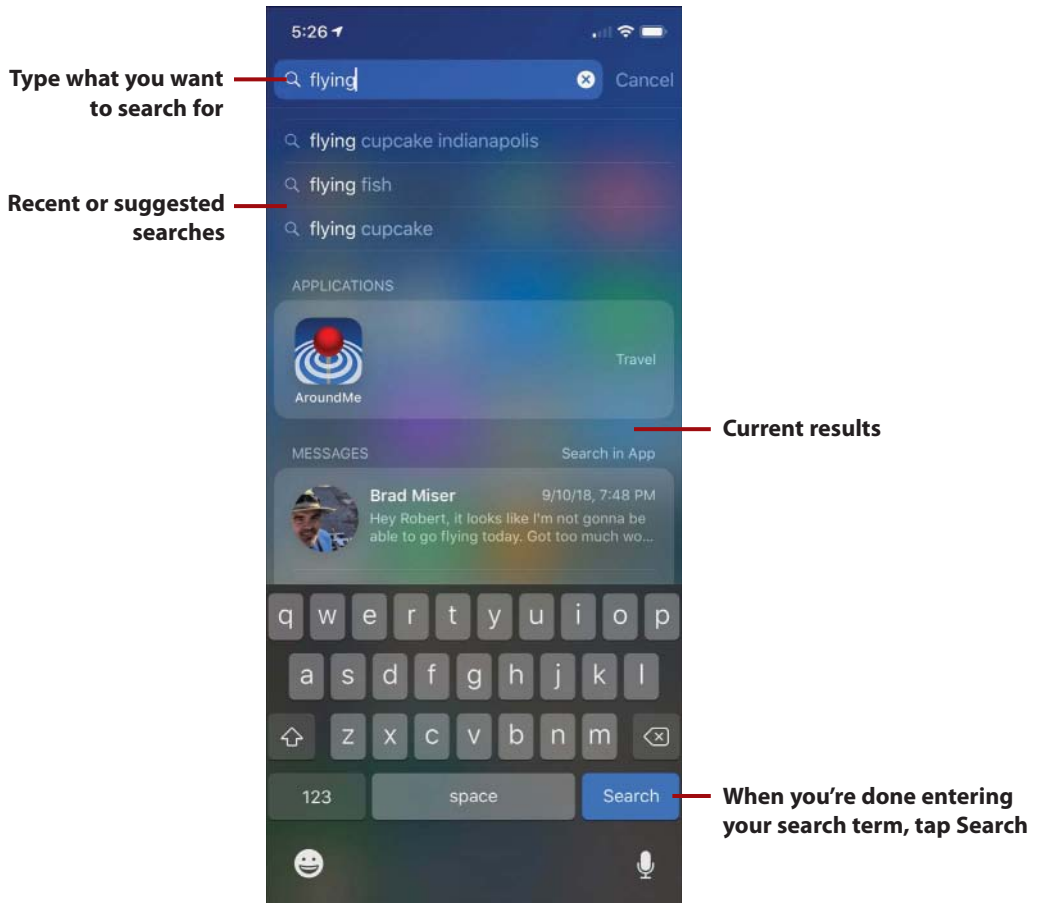 5:26
Type what you want
to search for
flying
Cancel
flying cupcake indianapolis
Recent or suggested
searches
flying fish
flying cupcake
APPLICATIONS
Travel
AroundMe
Current results
MESSAGES
Search in App
Brad Miser
9/10/18, 7:48 PM
Hey Robert, it looks like I'm not gonna be
able to go flying today. Got too much wo...
q w e r t y u i o p
a s d f g h j k l
z x c v b n m
123
space
Search
When you're done entering
your search term, tap Search